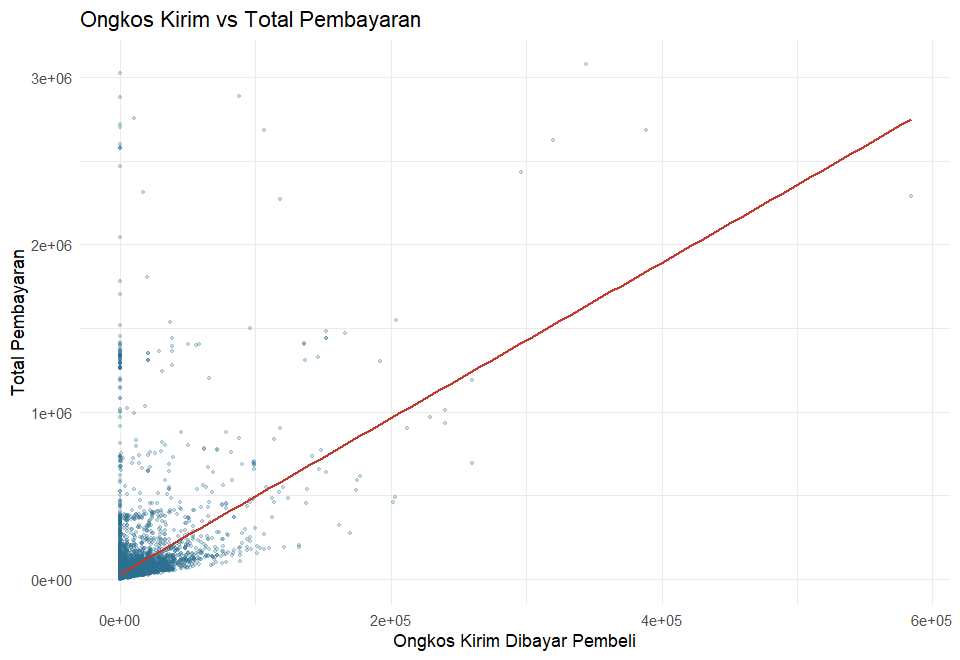 Ongkos Kirim vs Total Pembayaran
Total Pembayaran
3e+06
2e+06
1e+06
0e+00
0e+00 2e+05 4e+05 6e+05
Ongkos Kirim Dibayar Pembeli